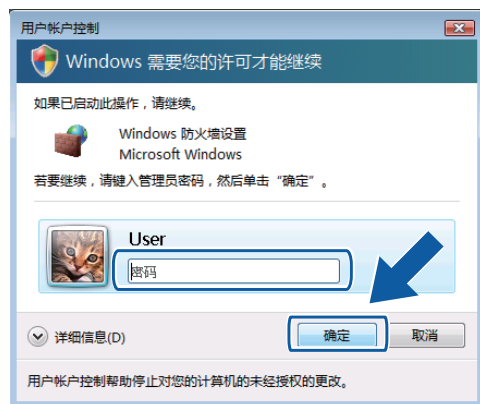 用户帐户控制
Windows 需要您的许可才能继续
如果已启动此操作，请继续。
Windows 防火墙设置
Microsoft Windows
若要继续，请键入管理员密码，然后单击“确定”。
User
密码
详细信息(D)
确定
取消
用户帐户控制帮助停止对您的计算机的未经授权的更改。